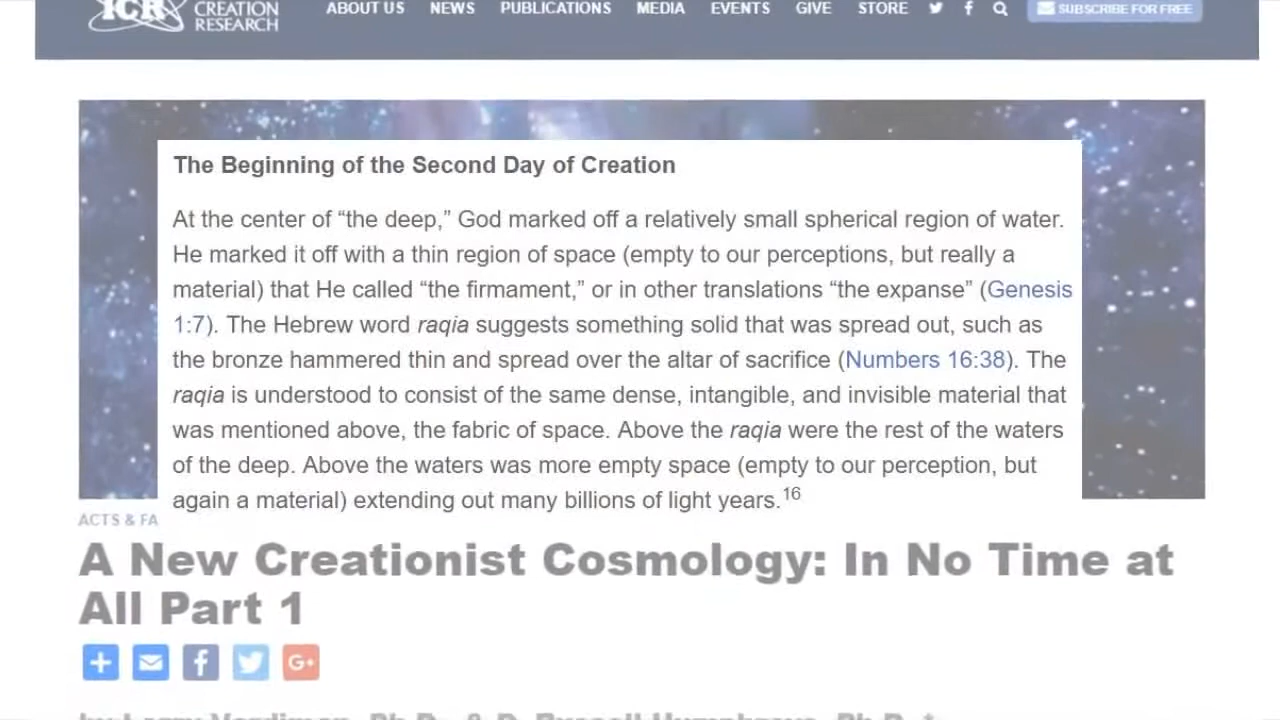 ICR CREATION
RESEARCH
ABOUT US NEWS PUBLICATIONS MEDIA EVENTS GIVE STORE SUBSCRIBE FOR FREE
The Beginning of the Second Day of Creation
At the center of “the deep,” God marked off a relatively small spherical region of water.
He marked it off with a thin region of space (empty to our perceptions, but really a
material) that He called “the firmament,” or in other translations “the expanse” (Genesis
1:7). The Hebrew word raqia suggests something solid that was spread out, such as
the bronze hammered thin and spread over the altar of sacrifice (Numbers 16:38). The
raqia is understood to consist of the same dense, intangible, and invisible material that
was mentioned above, the fabric of space. Above the raqia were the rest of the waters
of the deep. Above the waters was more empty space (empty to our perception, but
again a material) extending out many billions of light years.16
ACTS & FA
A New Creationist Cosmology: In No Time at
All Part 1
G+
Ph.D., & D. Russell Humphreys, Ph.D. *